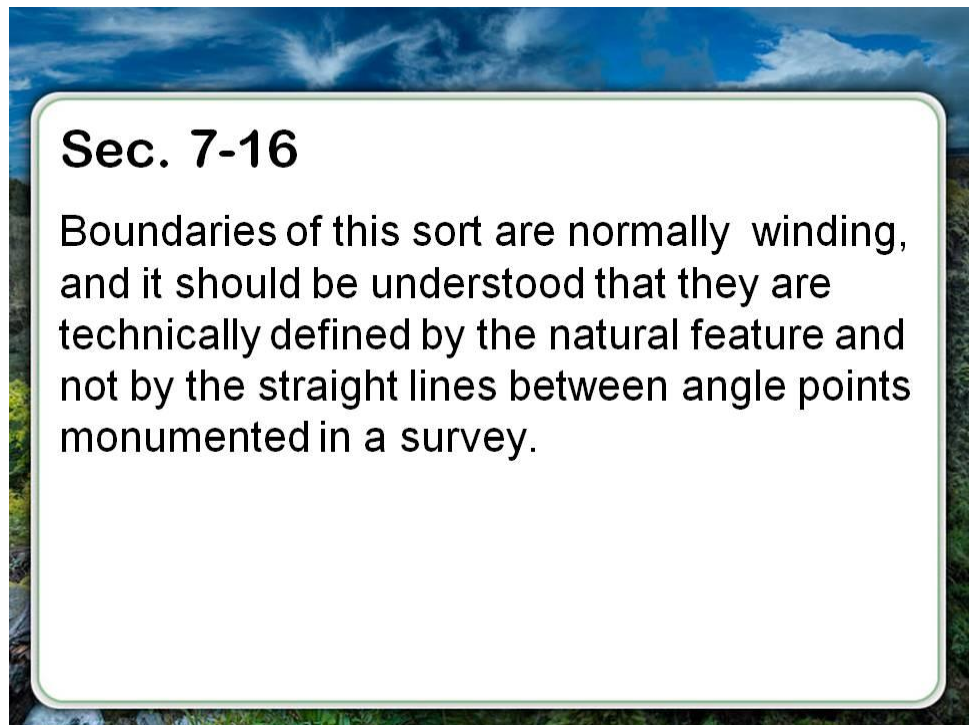 Sec. 7-16
Boundaries of this sort are normally winding,
and it should be understood that they are
technically defined by the natural feature and
not by the straight lines between angle points
monumented in a survey.